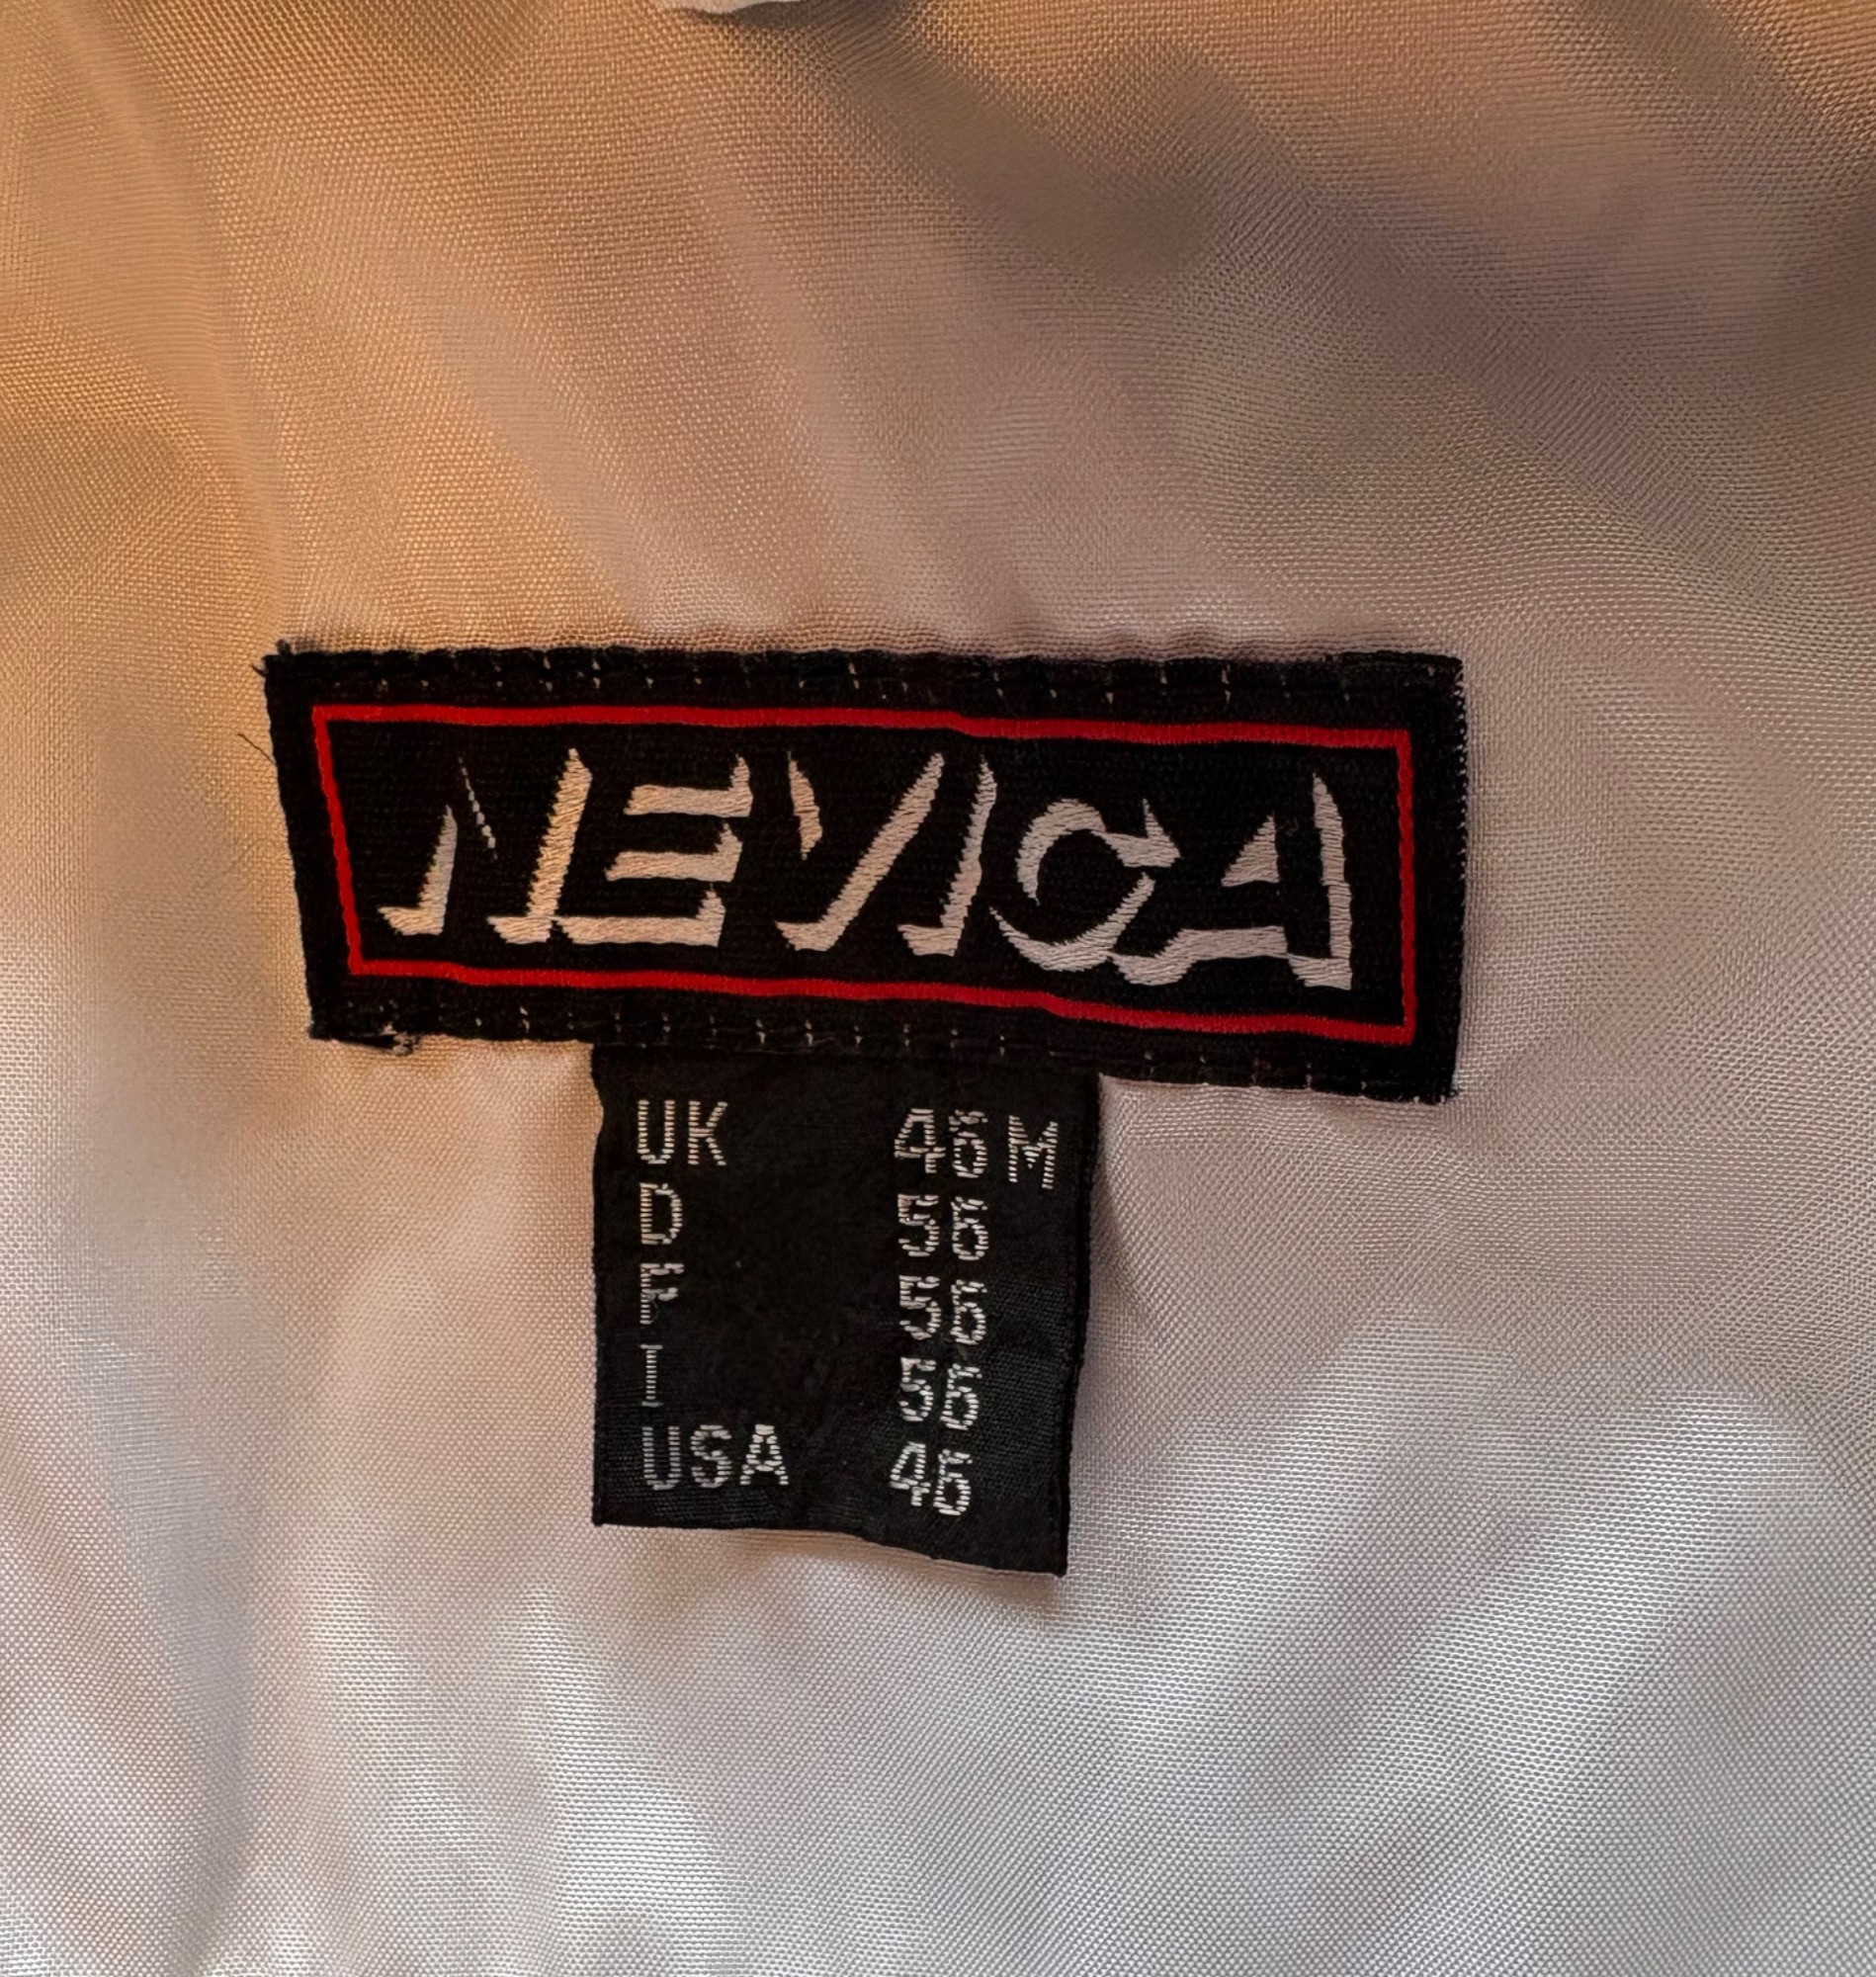 NEVICA
UK 46 M
D 56
F 56
I 56
USA 46